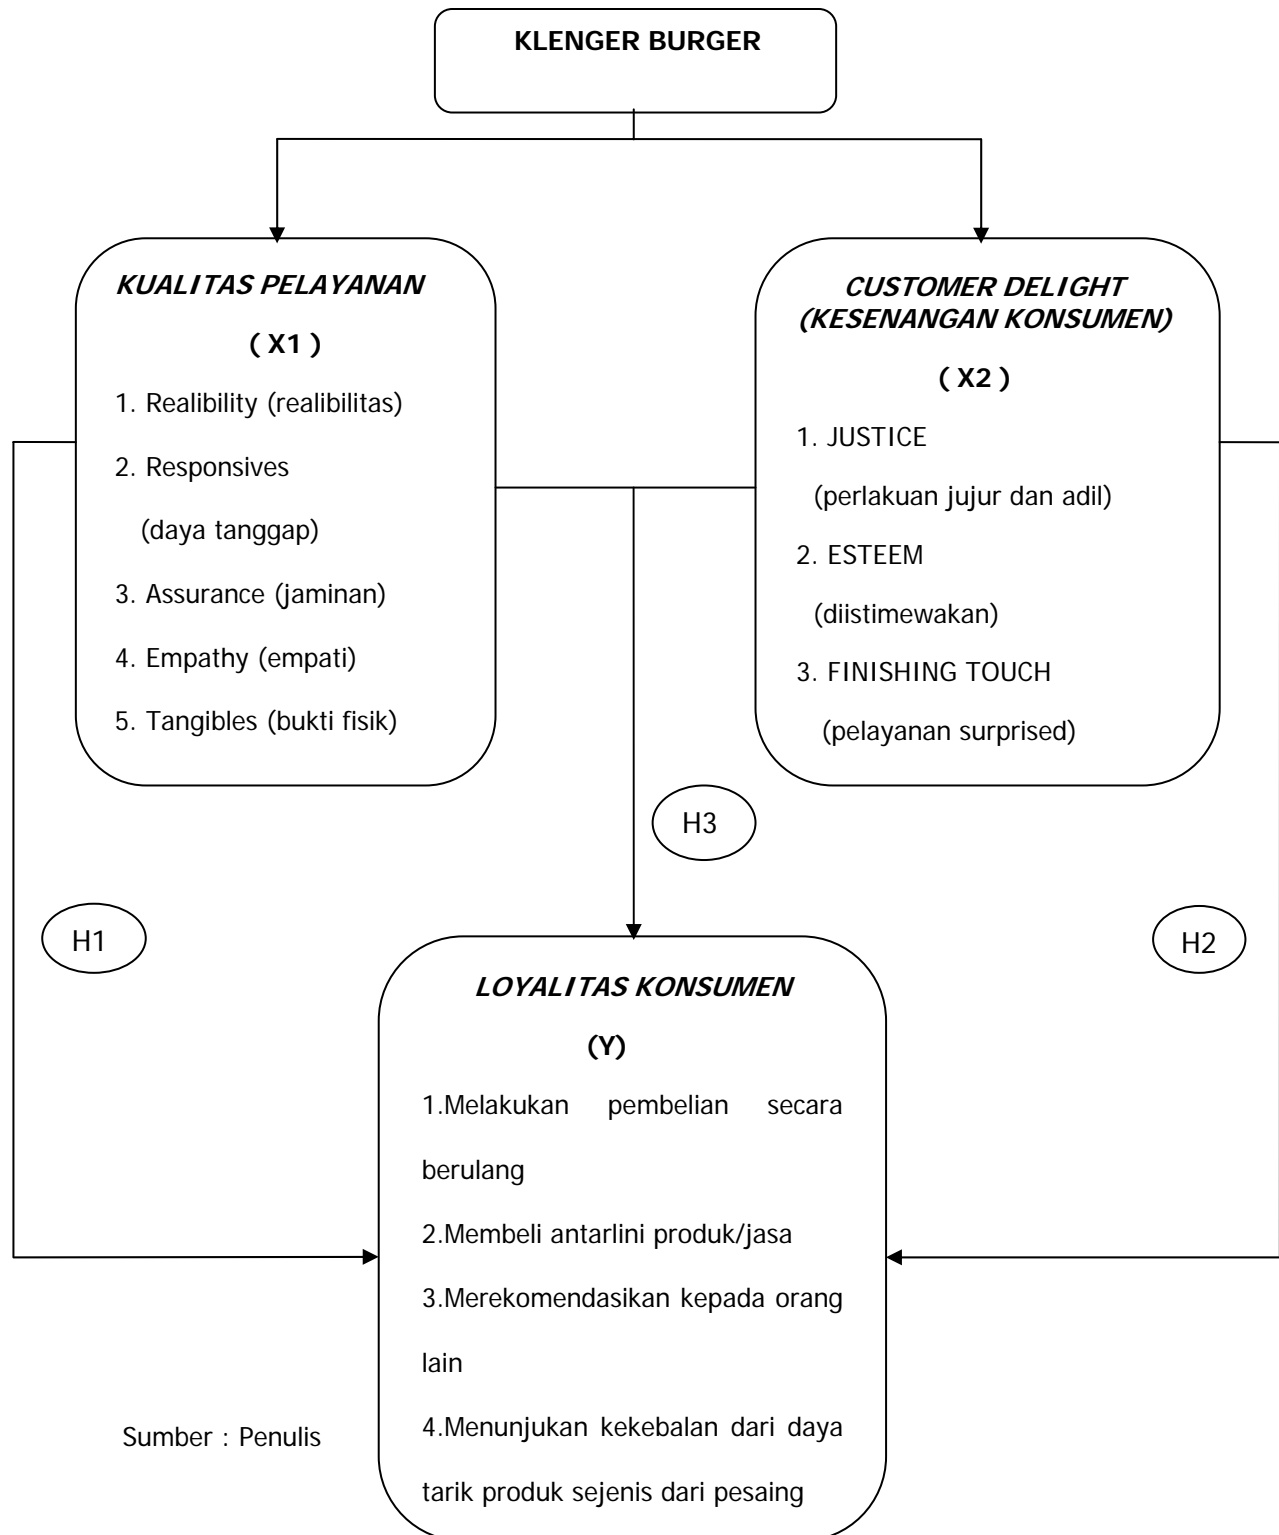 KLENGER BURGER
KUALITAS PELAYANAN
( X1 )
1. Realibility (realibilitas)
2. Responsives
(daya tanggap)
3. Assurance (jaminan)
4. Empathy (empati)
5. Tangibles (bukti fisik)
CUSTOMER DELIGHT
(KESENANGAN KONSUMEN)
( X2 )
1. JUSTICE
(perlakuan jujur dan adil)
2. ESTEEM
(diistimewakan)
3. FINISHING TOUCH
(pelayanan surprised)
H3
H1
H2
LOYALITAS KONSUMEN
(Y)
1.Melakukan pembelian secara
berulang
2.Membeli antarlini produk/jasa
3.Merekomendasikan kepada orang
lain
4.Menunjukan kekebalan dari daya
tarik produk sejenis dari pesaing
Sumber : Penulis